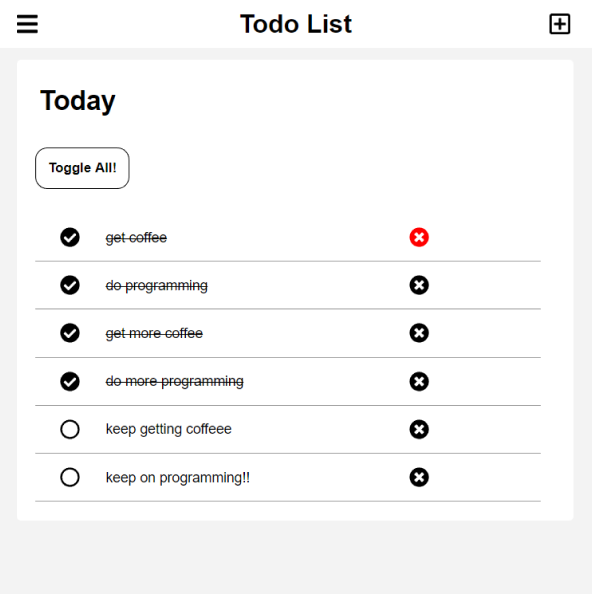 Todo List
Today
Toggle All!
get coffee
do programming
get more coffee
do more programming
keep getting coffeee
keep on programming!!